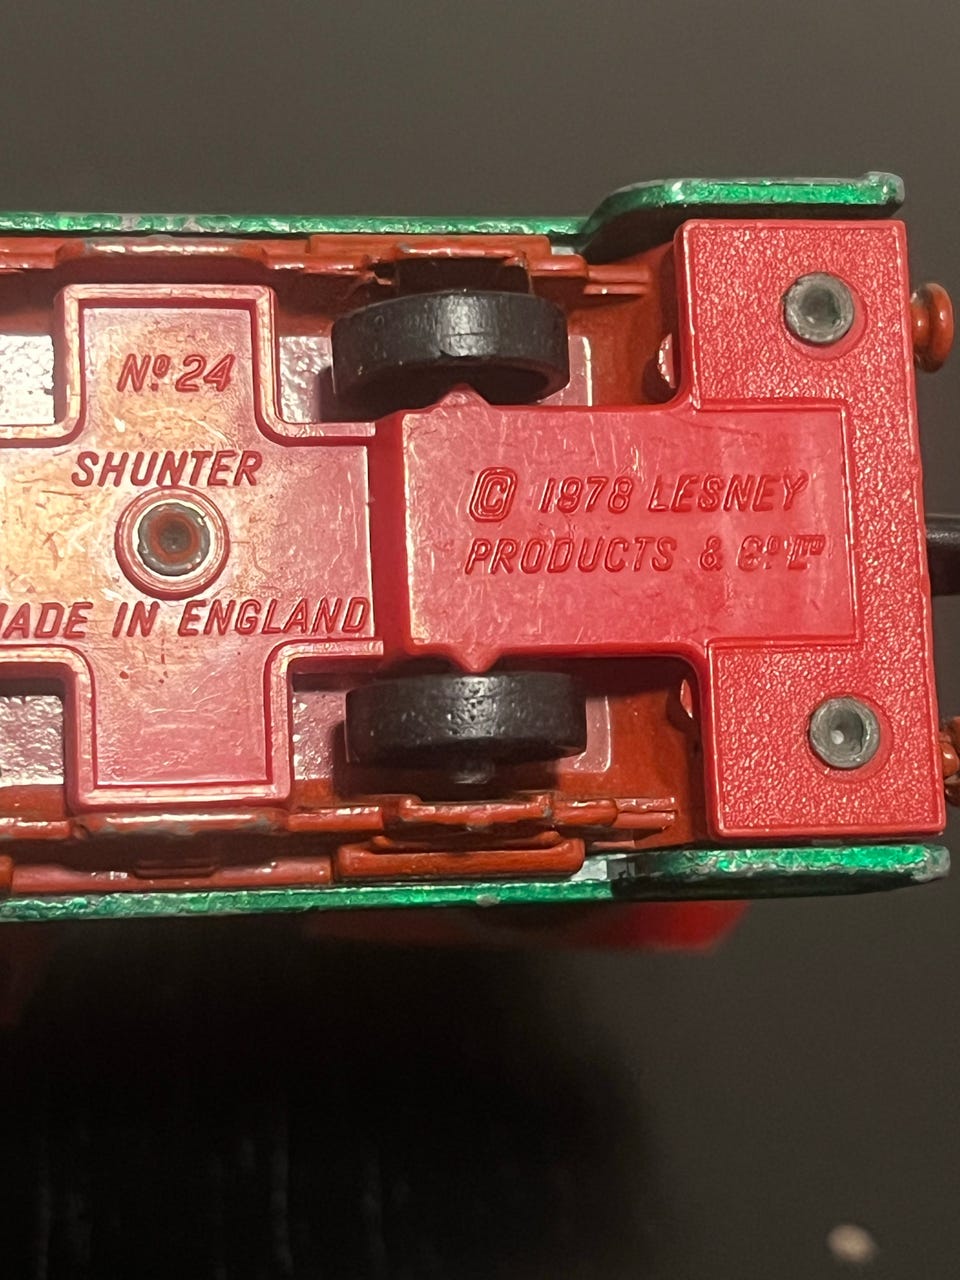 Nº 24
SHUNTER
MADE IN ENGLAND
© 1978 LESNEY
PRODUCTS & Cº Lᵀᴰ